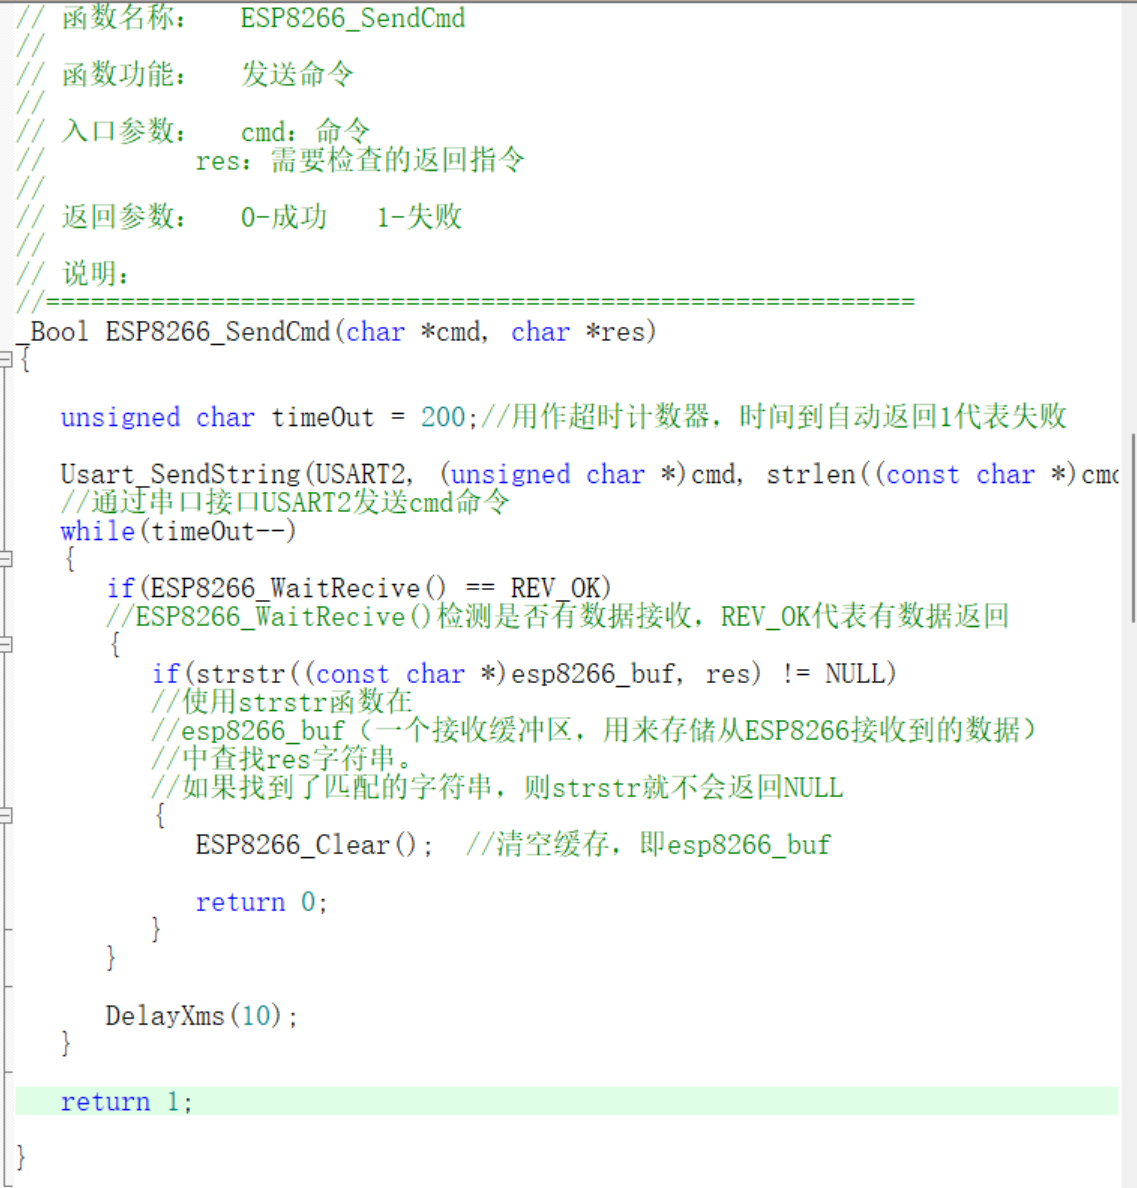 // 函数名称：   ESP8266_SendCmd
//
// 函数功能：   发送命令
//
// 入口参数：   cmd：命令
//          res：需要检查的返回指令
//
// 返回参数：   0-成功   1-失败
//
// 说明：
//==========================================================
_Bool ESP8266_SendCmd(char *cmd, char *res)
{
unsigned char timeOut = 200;//用作超时计数器，时间到自动返回1代表失败
Usart_SendString(USART2, (unsigned char *)cmd, strlen((const char *)cmd
//通过串口接口USART2发送cmd命令
while(timeOut--)
{
if(ESP8266_WaitRecive() == REV_OK)
//ESP8266_WaitRecive()检测是否有数据接收，REV_OK代表有数据返回
{
if(strstr((const char *)esp8266_buf, res) != NULL)
//使用strstr函数在
//esp8266_buf（一个接收缓冲区，用来存储从ESP8266接收到的数据）
//中查找res字符串。
//如果找到了匹配的字符串，则strstr就不会返回NULL
{
ESP8266_Clear();  //清空缓存，即esp8266_buf
return 0;
}
}
DelayXms(10);
}
return 1;
}